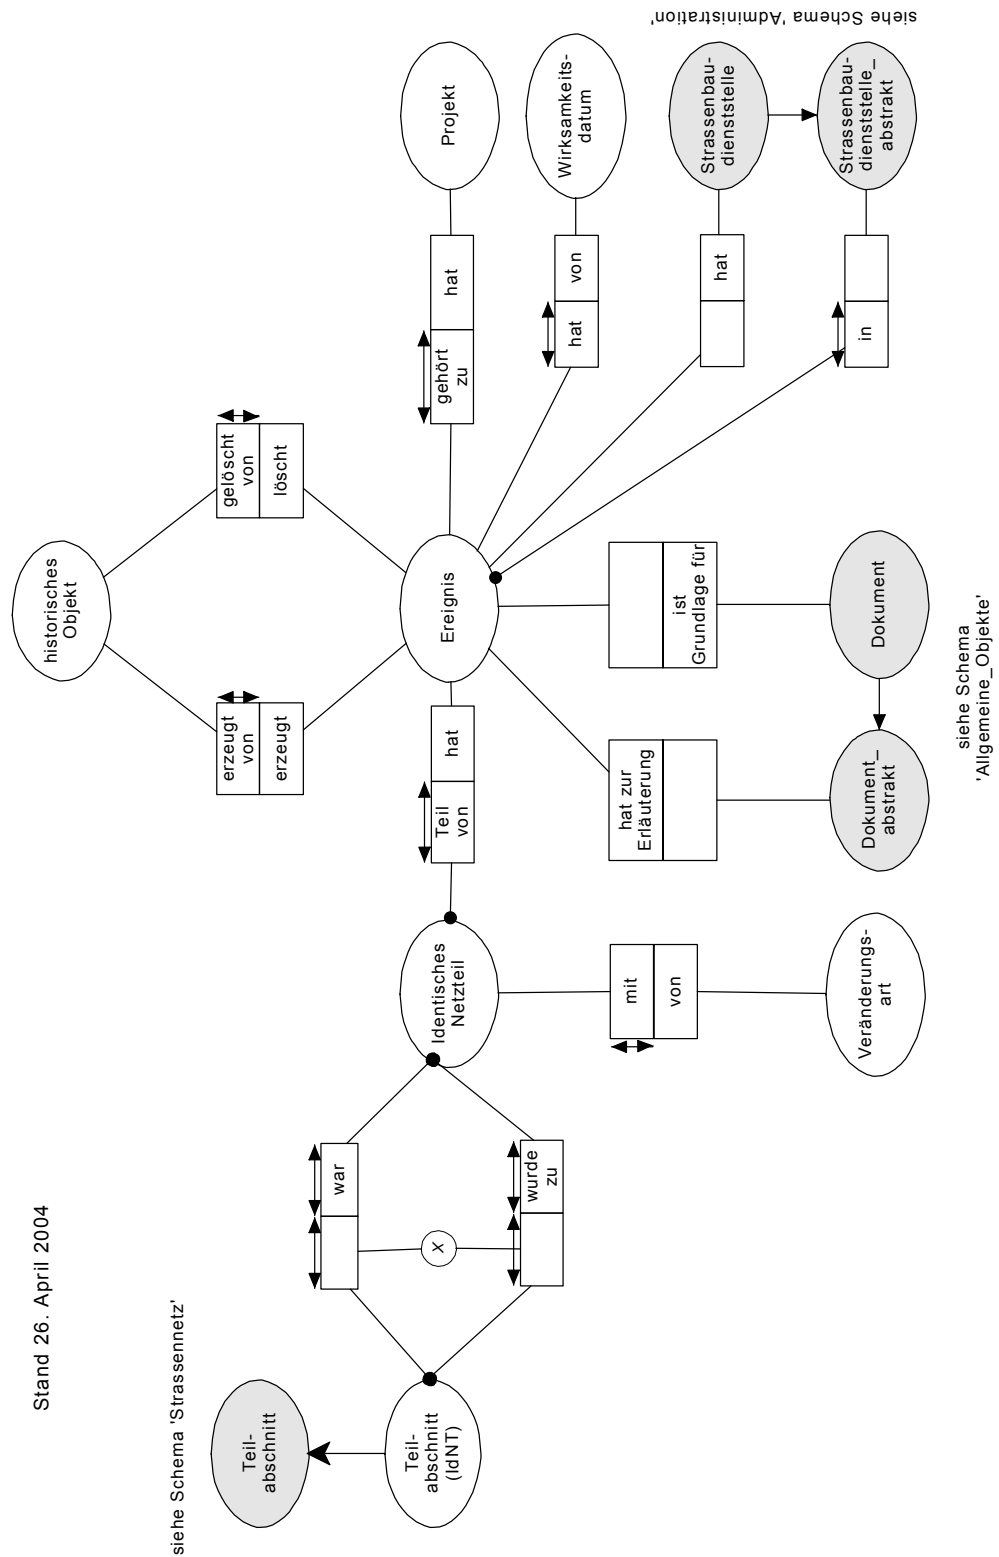 Stand 26. April 2004
siehe Schema 'Strassennetz'
Teil-
abschnitt
Teil-
abschnitt
(IdNT)
war
X
wurde
zu
Identisches
Netzteil
mit
von
Veränderungs-
art
Teil
von
hat
historisches
Objekt
erzeugt
von
erzeugt
gelöscht
von
löscht
Ereignis
hat zur
Erläuterung
ist
Grundlage für
Dokument_
abstrakt
Dokument
siehe Schema
'Allgemeine_Objekte'
gehört
zu
hat
Projekt
hat
von
Wirksamkeits-
datum
hat
Strassenbau-
dienststelle
in
Strassenbau-
dienststelle_
abstrakt
siehe Schema 'Administration'